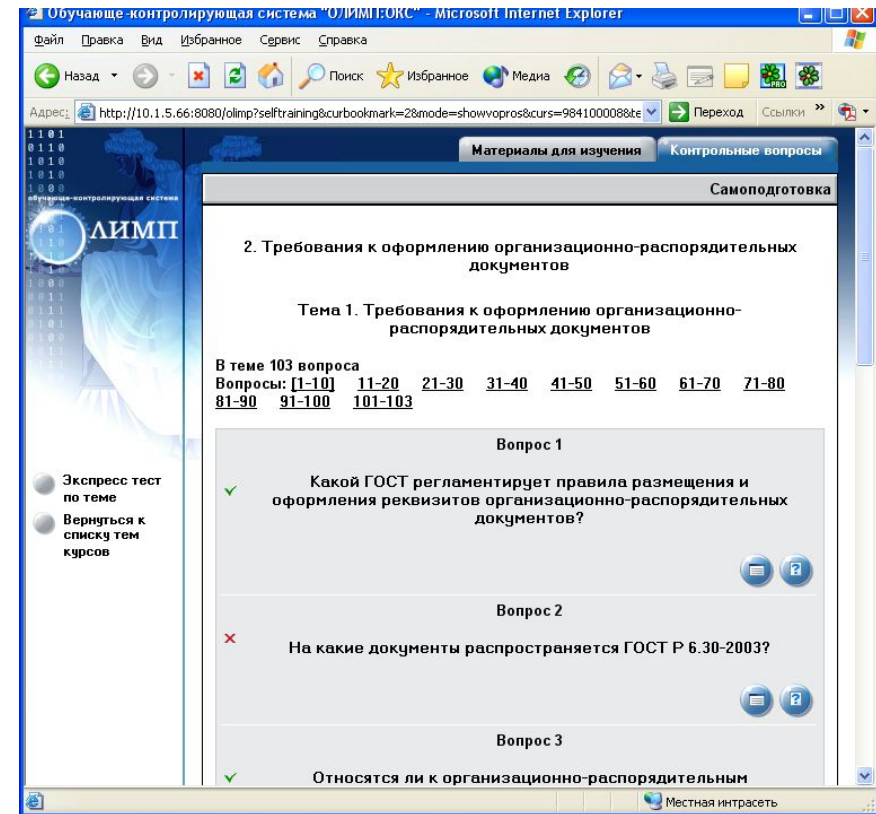 Обучающе-контролирующая система "ОЛИМП:ОКС" - Microsoft Internet Explorer
Файл Правка Вид Избранное Сервис Справка
Назад Поиск Избранное Медиа
Адрес: http://10.1.5.66:8080/olimp?selftraining&curbookmark=2&mode=showvopros&curs=984100008&te Переход Ссылки »
1101
0110
1010
1010
1000
обучающе-контролирующая система
ОЛИМП
Материалы для изучения Контрольные вопросы
Самоподготовка
2. Требования к оформлению организационно-распорядительных
документов
Тема 1. Требования к оформлению организационно-
распорядительных документов
В теме 103 вопроса
Вопросы: [1-10] 11-20 21-30 31-40 41-50 51-60 61-70 71-80
81-90 91-100 101-103
Экспресс тест
по теме
Вернуться к
списку тем
курсов
Вопрос 1
Какой ГОСТ регламентирует правила размещения и
оформления реквизитов организационно-распорядительных
документов?
Вопрос 2
На какие документы распространяется ГОСТ Р 6.30-2003?
Вопрос 3
Относятся ли к организационно-распорядительным
Местная интрасеть